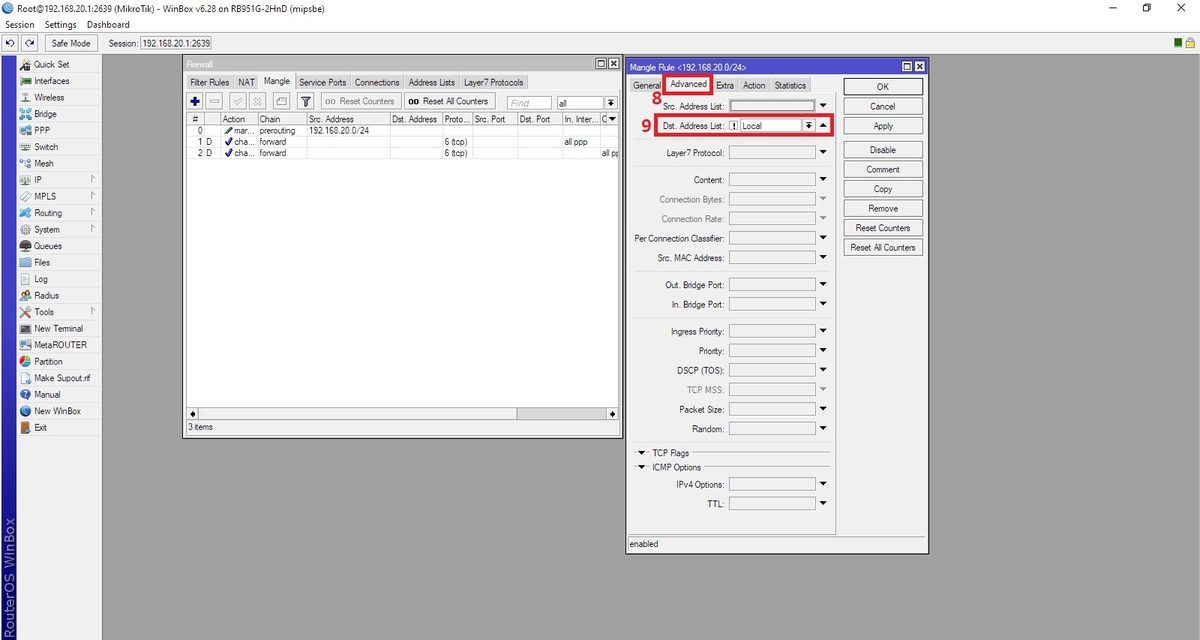 Root@192.168.20.1:2639 (MikroTik) - WinBox v6.28 on RB951G-2HnD (mipsbe)
Session Settings Dashboard
Safe Mode Session: 192.168.20.1:2639
Quick Set
Interfaces
Wireless
Bridge
PPP
Switch
Mesh
IP
MPLS
Routing
System
Queues
Files
Log
Radius
Tools
New Terminal
MetaROUTER
Partition
Make Supout.rif
Manual
New WinBox
Exit
RouterOS WinBox
Firewall
Filter Rules NAT Mangle Service Ports Connections Address Lists Layer7 Protocols
00 Reset Counters 00 Reset All Counters Find all
# Action Chain Src. Address Dst. Address Proto... Src. Port Dst. Port In. Inter...
0 mar... prerouting 192.168.20.0/24
1 D cha... forward 6 (tcp) all ppp
2 D cha... forward 6 (tcp) all pp
3 items
Mangle Rule <192.168.20.0/24>
General Advanced Extra Action Statistics
8
Src. Address List:
9 Dst. Address List: ! Local
Layer7 Protocol:
Content:
Connection Bytes:
Connection Rate:
Per Connection Classifier:
Src. MAC Address:
Out. Bridge Port:
In. Bridge Port:
Ingress Priority:
Priority:
DSCP (TOS):
TCP MSS:
Packet Size:
Random:
TCP Flags
ICMP Options
IPv4 Options:
TTL:
enabled
OK
Cancel
Apply
Disable
Comment
Copy
Remove
Reset Counters
Reset All Counters